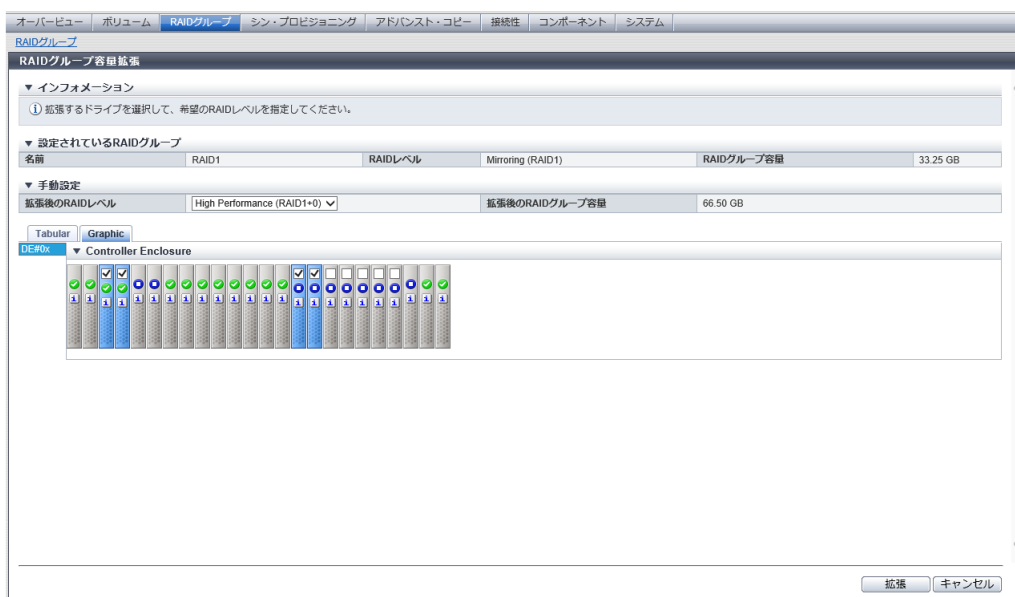 オーバービュー ボリューム RAIDグループ シン・プロビジョニング アドバンスト・コピー 接続性 コンポーネント システム
RAIDグループ
RAIDグループ容量拡張
▼ インフォメーション
i 拡張するドライブを選択して、希望のRAIDレベルを指定してください。
▼ 設定されているRAIDグループ
名前 RAID1 RAIDレベル Mirroring (RAID1) RAIDグループ容量 33.25 GB
▼ 手動設定
拡張後のRAIDレベル High Performance (RAID1+0) 拡張後のRAIDグループ容量 66.50 GB
Tabular Graphic
DE#0x ▼ Controller Enclosure
i i i i i i i i i i i i i i i i i i i i i i i i
拡張 キャンセル